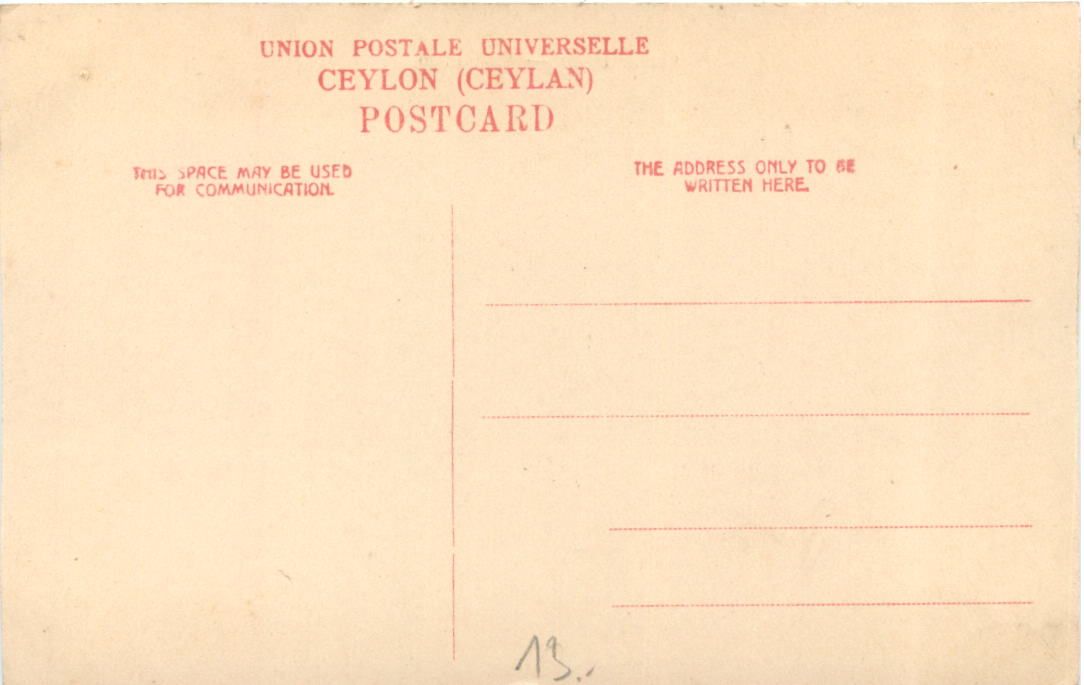 UNION POSTALE UNIVERSELLE
CEYLON (CEYLAN)
POSTCARD
THIS SPACE MAY BE USED
FOR COMMUNICATION.
THE ADDRESS ONLY TO BE
WRITTEN HERE.
13.-